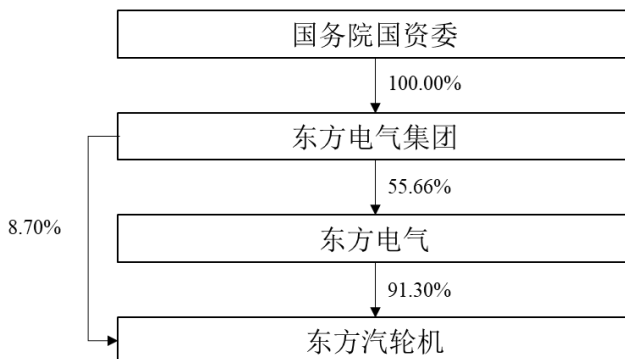 国务院国资委
100.00%
东方电气集团
55.66%
8.70%
东方电气
91.30%
东方汽轮机